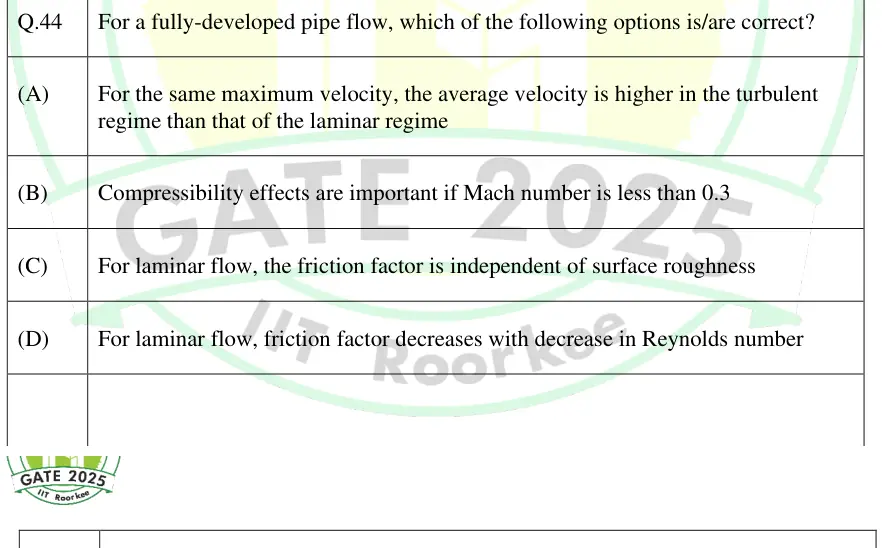 Q.44 For a fully-developed pipe flow, which of the following options is/are correct?
(A) For the same maximum velocity, the average velocity is higher in the turbulent
regime than that of the laminar regime
(B) Compressibility effects are important if Mach number is less than 0.3
(C) For laminar flow, the friction factor is independent of surface roughness
(D) For laminar flow, friction factor decreases with decrease in Reynolds number
GATE 2025
IIT Roorkee
GATE 2025
IIT Roorkee